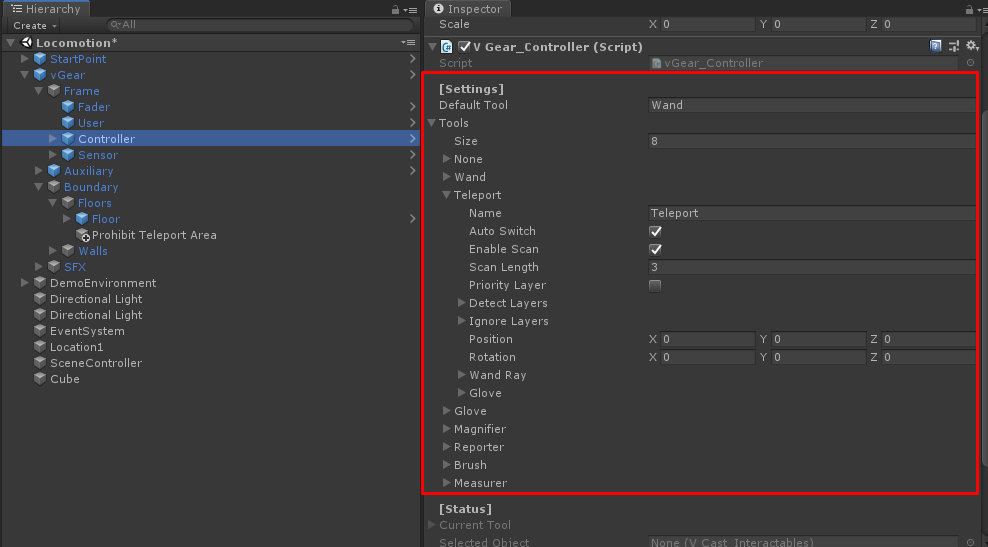 Hierarchy
Create
All
Locomotion*
StartPoint
vGear
Frame
Fader
User
Controller
Sensor
Auxiliary
Boundary
Floors
Floor
Prohibit Teleport Area
Walls
SFX
DemoEnvironment
Directional Light
Directional Light
EventSystem
Location1
SceneController
Cube
Inspector
Scale X 0 Y 0 Z 0
V Gear_Controller (Script)
Script vGear_Controller
[Settings]
Default Tool Wand
Tools
Size 8
None
Wand
Teleport
Name Teleport
Auto Switch
Enable Scan
Scan Length 3
Priority Layer
Detect Layers
Ignore Layers
Position X 0 Y 0 Z 0
Rotation X 0 Y 0 Z 0
Wand Ray
Glove
Glove
Magnifier
Reporter
Brush
Measurer
[Status]
Current Tool
Selected Object None (V_Cast_Interactables)